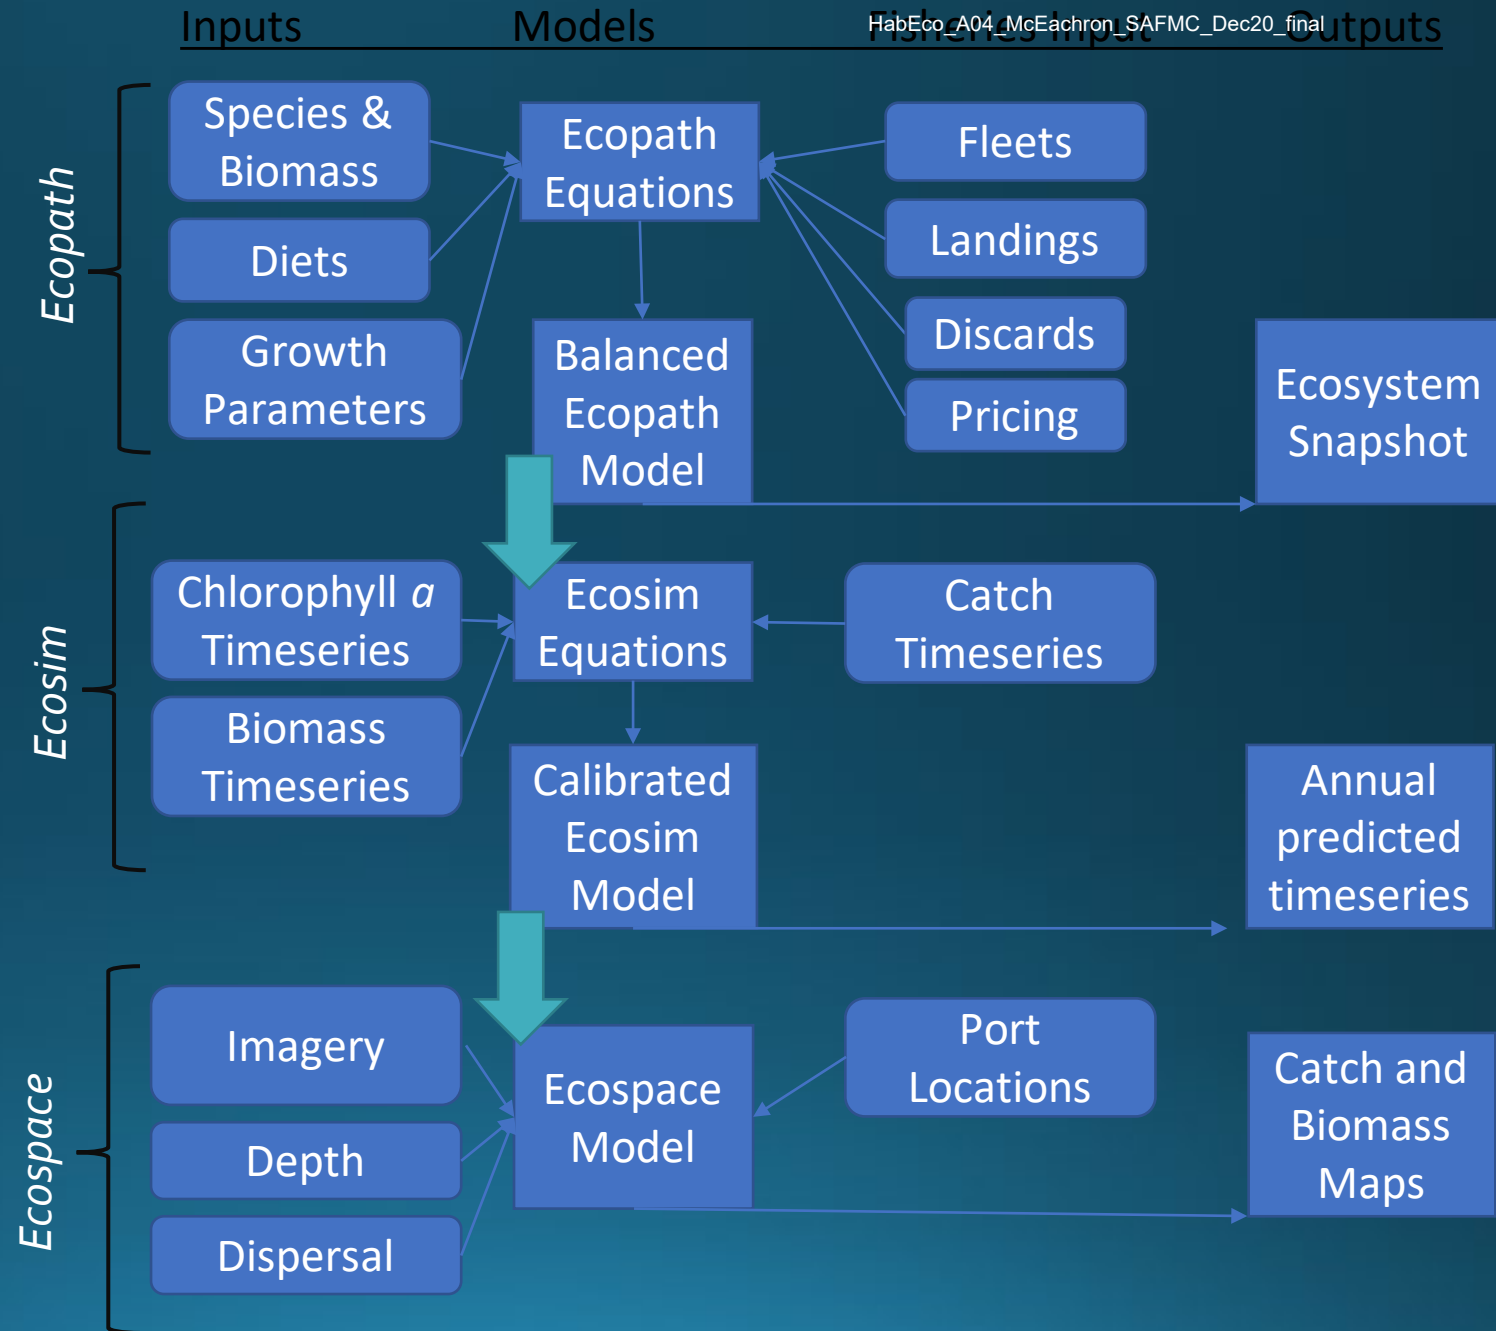 Inputs
Models
Fisheries Input
Outputs
HabEco_A04_McEachron_SAFMC_Dec20_final
Ecopath
Species &
Biomass
Diets
Growth
Parameters
Ecopath
Equations
Balanced
Ecopath
Model
Fleets
Landings
Discards
Pricing
Ecosystem
Snapshot
Ecosim
Chlorophyll a
Timeseries
Biomass
Timeseries
Ecosim
Equations
Calibrated
Ecosim
Model
Catch
Timeseries
Annual
predicted
timeseries
Ecospace
Imagery
Depth
Dispersal
Ecospace
Model
Port
Locations
Catch and
Biomass
Maps